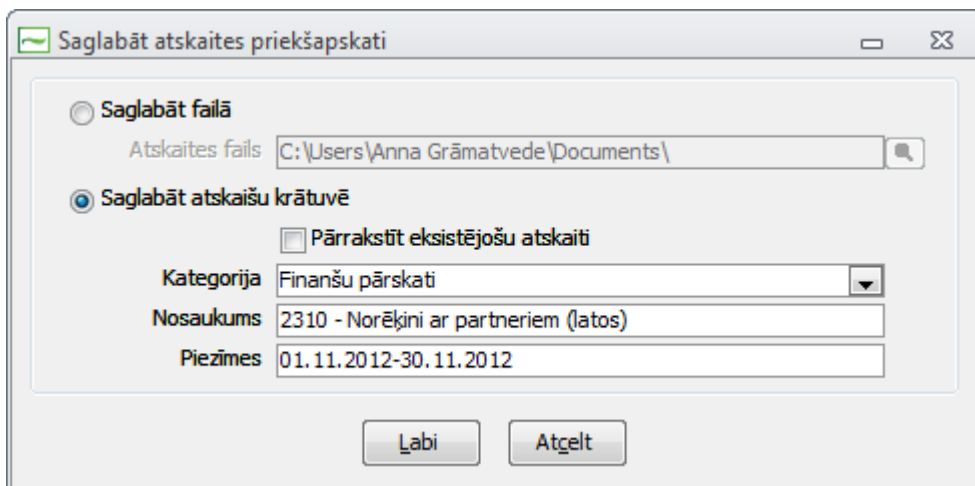 Saglabāt atskaites priekšapskati
Saglabāt failā
Atskaites fails C:\Users\Anna Grāmatvede\Documents\
Saglabāt atskaišu krātuvē
Pārrakstīt eksistējošu atskaiti
Kategorija Finanšu pārskati
Nosaukums 2310 - Norēķini ar partneriem (latos)
Piezīmes 01.11.2012-30.11.2012
Labi Atcelt